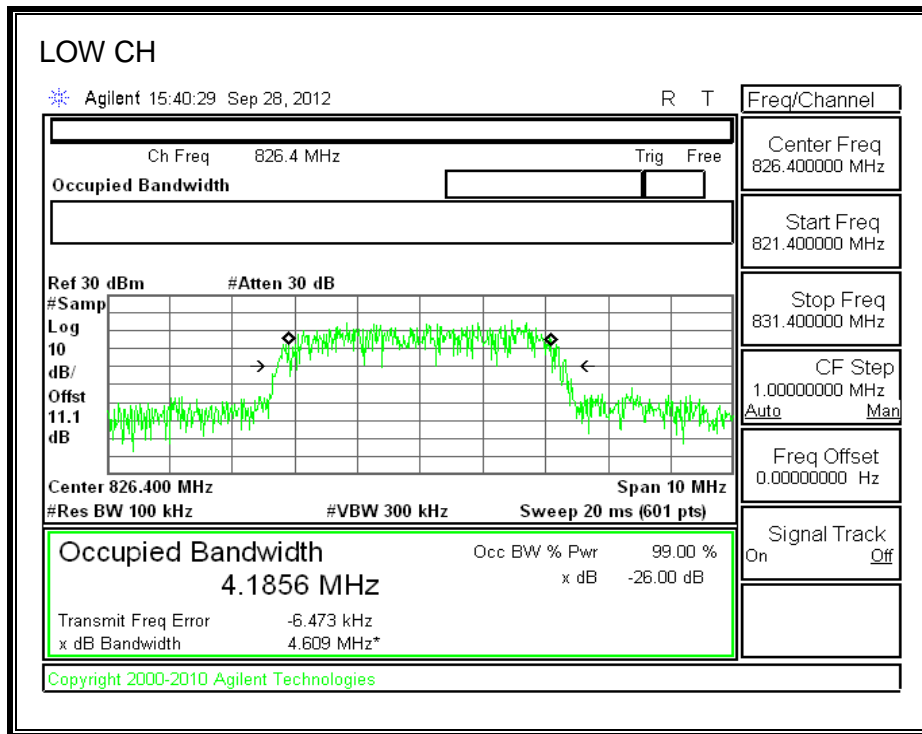 LOW CH
Agilent 15:40:29 Sep 28, 2012 R T
Freq/Channel
Ch Freq 826.4 MHz Trig Free
Occupied Bandwidth
Center Freq
826.400000 MHz
Start Freq
821.400000 MHz
Stop Freq
831.400000 MHz
CF Step
1.00000000 MHz
Auto Man
Freq Offset
0.00000000 Hz
Signal Track
On Off
Ref 30 dBm #Atten 30 dB
#Samp
Log
10
dB/
Offst
11.1
dB
Center 826.400 MHz Span 10 MHz
#Res BW 100 kHz #VBW 300 kHz Sweep 20 ms (601 pts)
Occupied Bandwidth Occ BW % Pwr 99.00 %
4.1856 MHz x dB -26.00 dB
Transmit Freq Error -6.473 kHz
x dB Bandwidth 4.609 MHz*
Copyright 2000-2010 Agilent Technologies